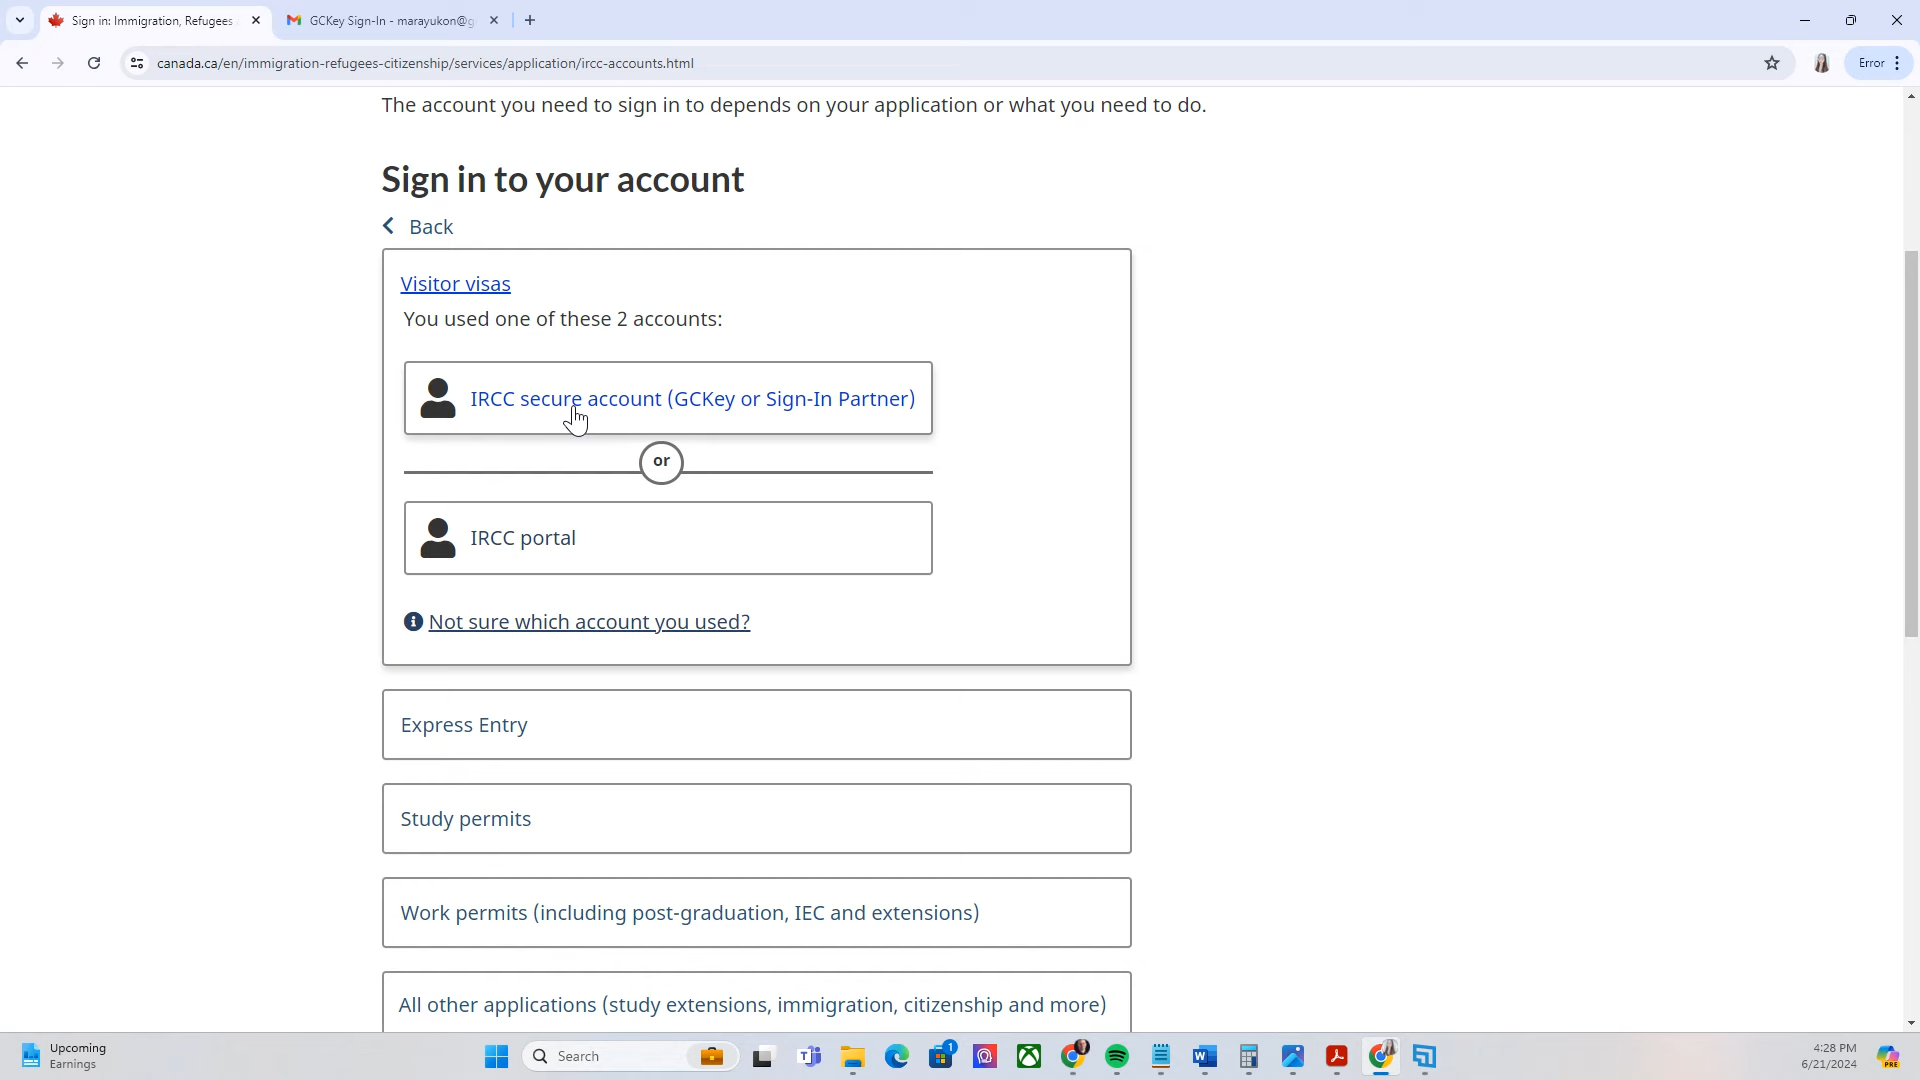 Sign in: Immigration, Refugees
GCKey Sign-In - marayukon@g
canada.ca/en/immigration-refugees-citizenship/services/application/ircc-accounts.html
Error
The account you need to sign in to depends on your application or what you need to do.
Sign in to your account
Back
Visitor visas
You used one of these 2 accounts:
IRCC secure account (GCKey or Sign-In Partner)
or
IRCC portal
Not sure which account you used?
Express Entry
Study permits
Work permits (including post-graduation, IEC and extensions)
All other applications (study extensions, immigration, citizenship and more)
Upcoming
Earnings
Search
1
4:28 PM
6/21/2024
PRE